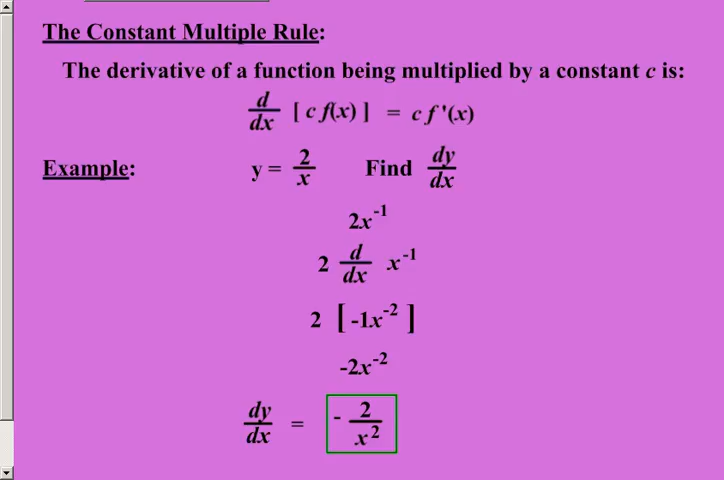 The Constant Multiple Rule:
The derivative of a function being multiplied by a constant c is:
d/dx [ c f(x) ] = c f '(x)
Example: y = 2/x Find dy/dx
2x⁻¹
2 d/dx x⁻¹
2 [ -1x⁻² ]
-2x⁻²
dy/dx = - 2/x²